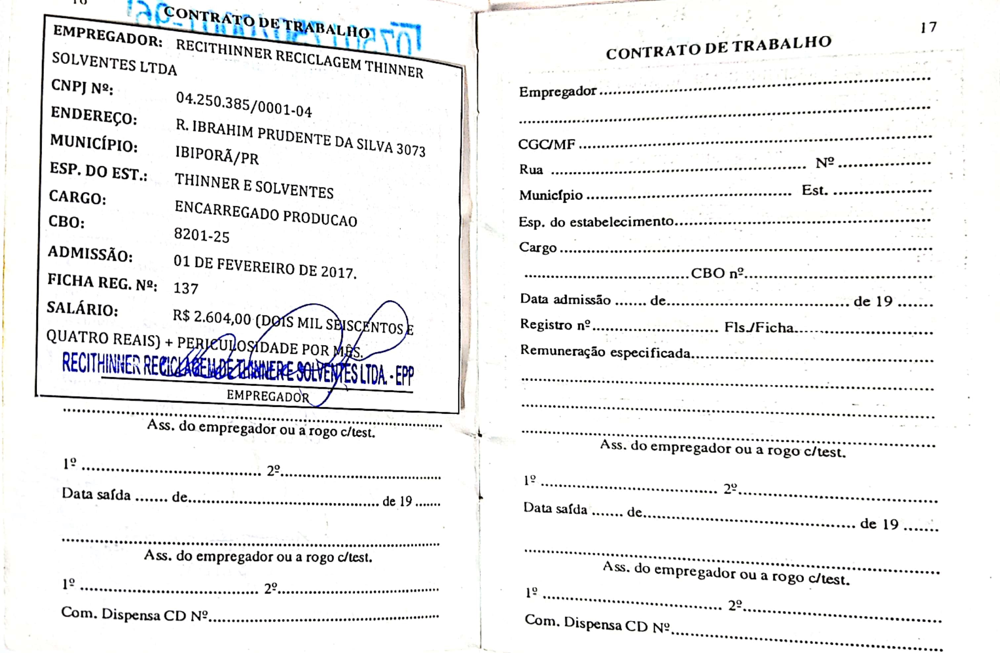 CONTRATO DE TRABALHO
EMPREGADOR: RECITHINNER RECICLAGEM THINNER
SOLVENTES LTDA
CNPJ Nº: 04.250.385/0001-04
ENDEREÇO: R. IBRAHIM PRUDENTE DA SILVA 3073
MUNICÍPIO: IBIPORÃ/PR
ESP. DO EST.: THINNER E SOLVENTES
CARGO: ENCARREGADO PRODUCAO
CBO: 8201-25
ADMISSÃO: 01 DE FEVEREIRO DE 2017.
FICHA REG. Nº: 137
SALÁRIO: R$ 2.604,00 (DOIS MIL SEISCENTOS E
QUATRO REAIS) + PERICULOSIDADE POR MÊS.
RECITHINNER RECICLAGEM DE THINNER E SOLVENTES LTDA. - EPP
EMPREGADOR
Ass. do empregador ou a rogo c/test.
1º ........ 2º........
Data saída ....... de........ de 19 .......
Ass. do empregador ou a rogo c/test.
1º ........ 2º........
Com. Dispensa CD Nº........
17
CONTRATO DE TRABALHO
Empregador........
CGC/MF ........
Rua ........ Nº ........
Município ........ Est. ........
Esp. do estabelecimento........
Cargo........
........CBO nº........
Data admissão ....... de........ de 19 .......
Registro nº........ Fls./Ficha........
Remuneração especificada........
Ass. do empregador ou a rogo c/test.
1º ........ 2º........
Data saída ....... de........ de 19 .......
Ass. do empregador ou a rogo c/test.
1º ........ 2º........
Com. Dispensa CD Nº........